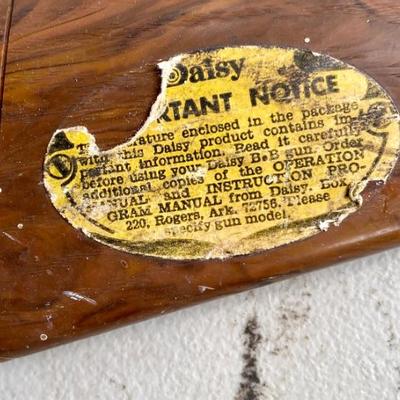 Daisy
RTANT NOTICE
ature enclosed in the package
with this Daisy product contains im-
portant information. Read it carefully
before using your Daisy B•B gun. Order
additional copies of the OPERATION
MANUAL and INSTRUCTION PRO-
GRAM MANUAL from Daisy. Box
220, Rogers, Ark. 72756. Please
specify gun model.